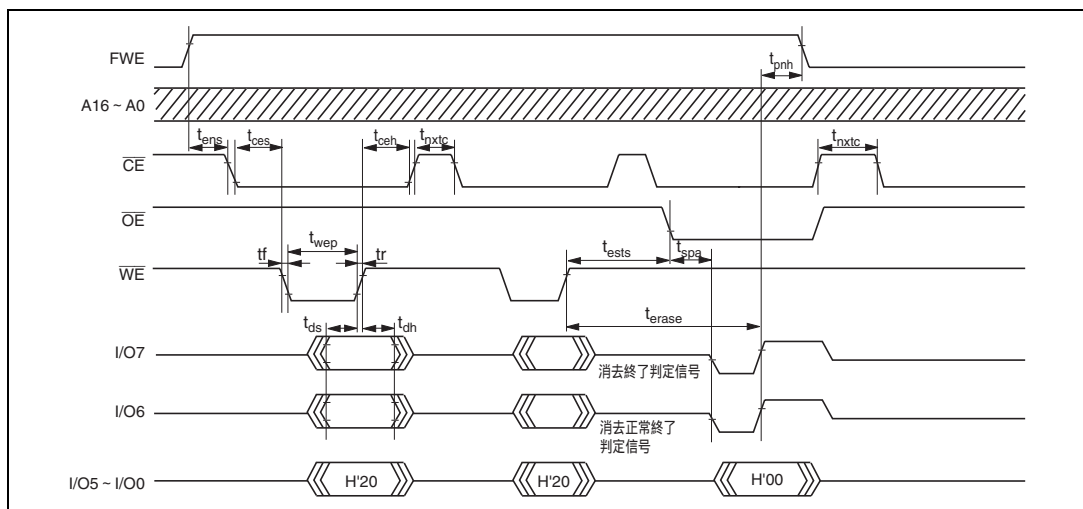 FWE
tpnh
A16 ~ A0
tens
tces
tceh
tnxtc
tnxtc
CE
OE
twep
tests
tspa
tf
tr
WE
tds
tdh
terase
I/O7
消去終了判定信号
I/O6
消去正常終了
判定信号
I/O5 ~ I/O0
H'20
H'20
H'00